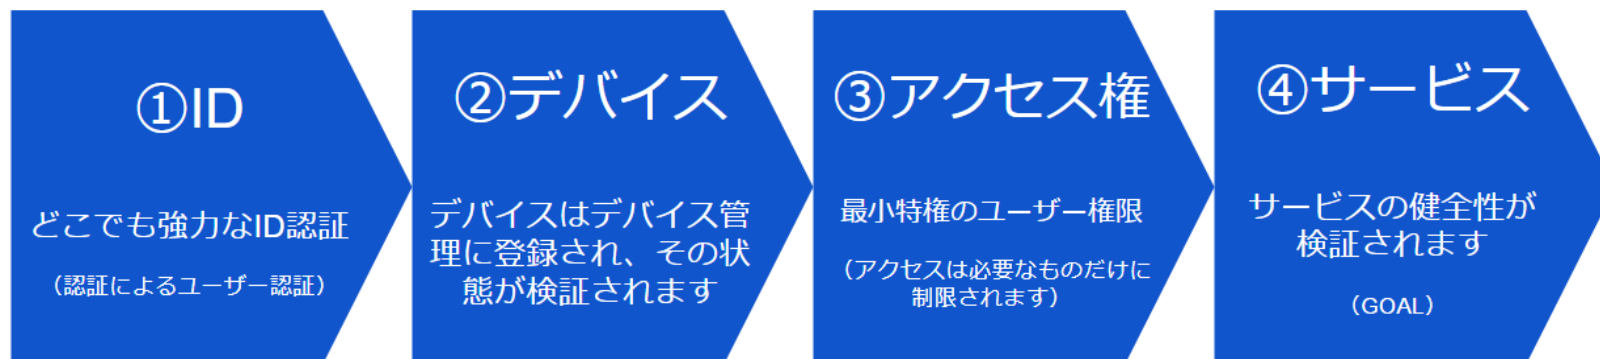 ①ID
どこでも強力なID認証
（認証によるユーザー認証）
②デバイス
デバイスはデバイス管
理に登録され、その状
態が検証されます
③アクセス権
最小特権のユーザー権限
（アクセスは必要なものだけに
制限されます）
④サービス
サービスの健全性が
検証されます
（GOAL）